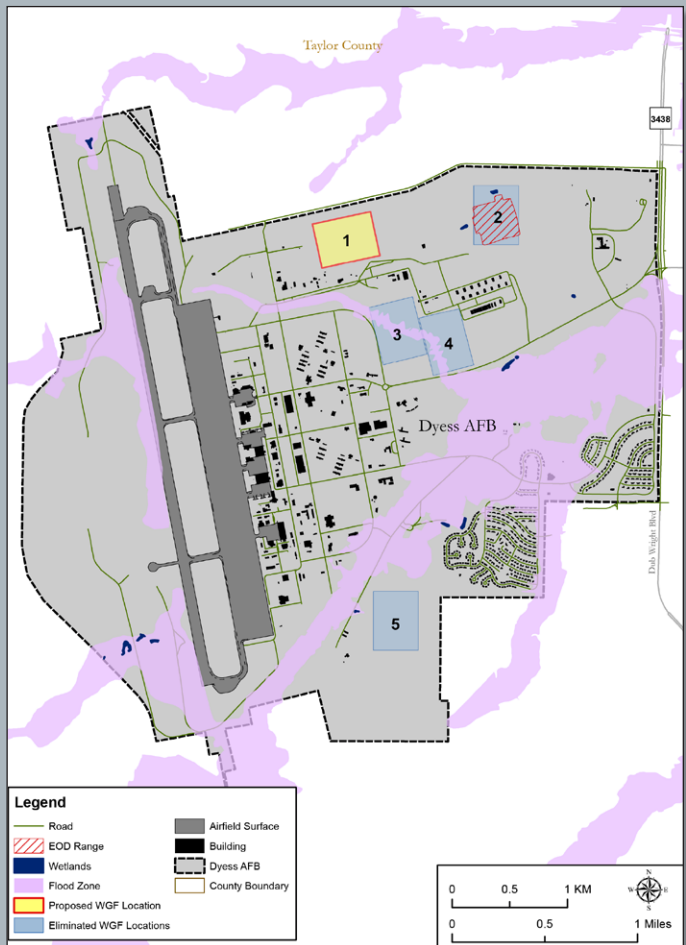 Taylor County
3438
1
2
3
4
Dyess AFB
Dub Wright Blvd
5
Legend
Road
EOD Range
Wetlands
Flood Zone
Proposed WGF Location
Eliminated WGF Locations
Airfield Surface
Building
Dyess AFB
County Boundary
N
W E
S
0 0.5 1 KM
0 0.5 1 Miles